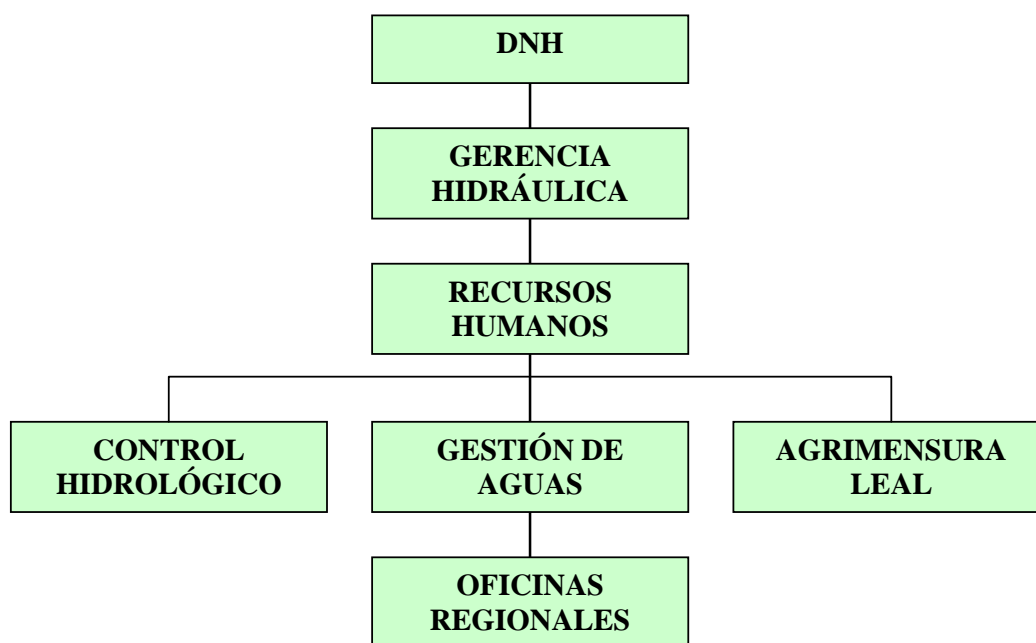 DNH
GERENCIA
HIDRÁULICA
RECURSOS
HUMANOS
CONTROL
HIDROLÓGICO
GESTIÓN DE
AGUAS
AGRIMENSURA
LEAL
OFICINAS
REGIONALES